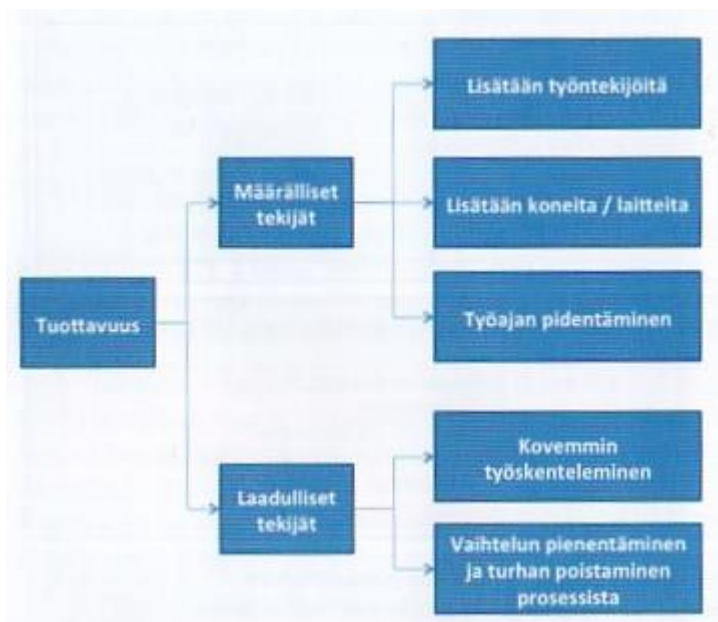 Tuottavuus
Määrälliset
tekijät
Lisätään työntekijöitä
Lisätään koneita / laitteita
Työajan pidentäminen
Laadulliset
tekijät
Kovemmin
työskenteleminen
Vaihtelun pienentäminen
ja turhan poistaminen
prosessista